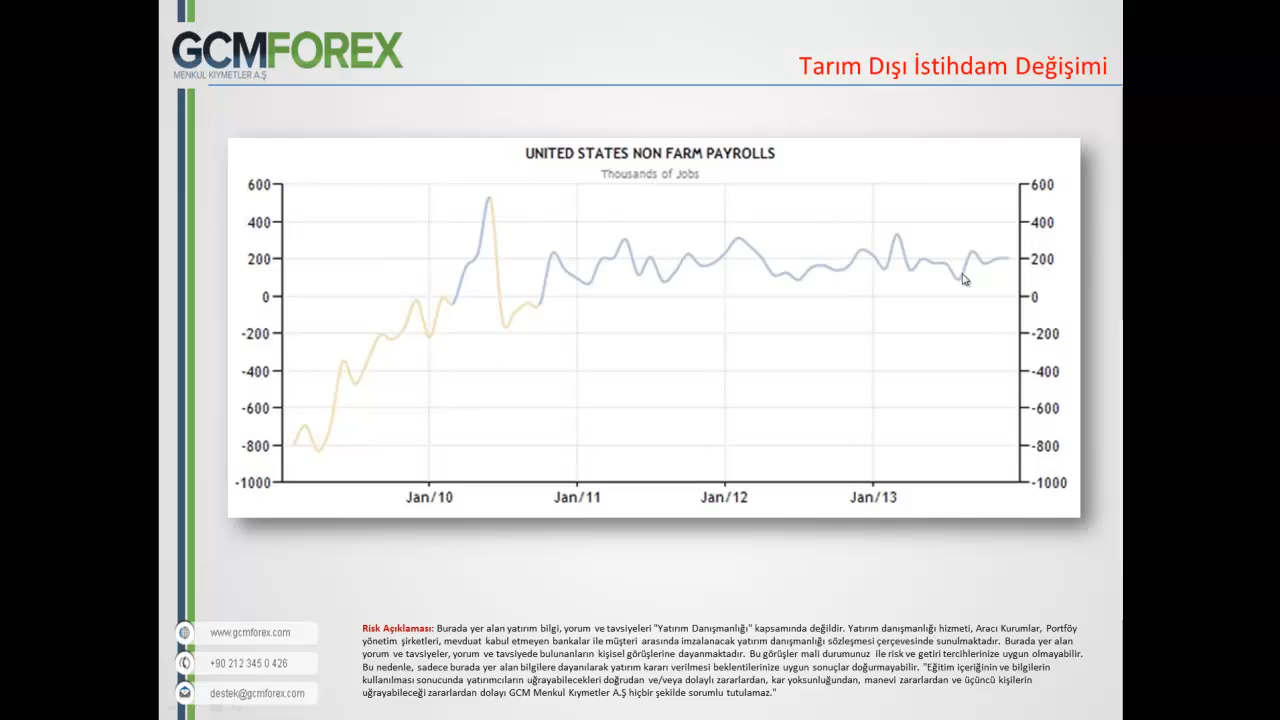 GCMFOREX
MENKUL KIYMETLER A.Ş
Tarım Dışı İstihdam Değişimi
UNITED STATES NON FARM PAYROLLS
Thousands of Jobs
600 600
400 400
200 200
0 0
-200 -200
-400 -400
-600 -600
-800 -800
-1000 -1000
Jan/10 Jan/11 Jan/12 Jan/13
www.gcmforex.com
+90 212 345 0 426
destek@gcmforex.com
Risk Açıklaması: Burada yer alan yatırım bilgi, yorum ve tavsiyeleri "Yatırım Danışmanlığı" kapsamında değildir. Yatırım danışmanlığı hizmeti, Aracı Kurumlar, Portföy
yönetim şirketleri, mevduat kabul etmeyen bankalar ile müşteri arasında imzalanacak yatırım danışmanlığı sözleşmesi çerçevesinde sunulmaktadır. Burada yer alan
yorum ve tavsiyeler, yorum ve tavsiyede bulunanların kişisel görüşlerine dayanmaktadır. Bu görüşler mali durumunuz ile risk ve getiri tercihlerinize uygun olmayabilir.
Bu nedenle, sadece burada yer alan bilgilere dayanılarak yatırım kararı verilmesi beklentilerinize uygun sonuçlar doğurmayabilir. "Eğitim içeriğinin ve bilgilerin
kullanılması sonucunda yatırımcıların uğrayabilecekleri doğrudan ve/veya dolaylı zararlardan, kar yoksunluğundan, manevi zararlardan ve üçüncü kişilerin
uğrayabileceği zararlardan dolayı GCM Menkul Kıymetler A.Ş hiçbir şekilde sorumlu tutulamaz."